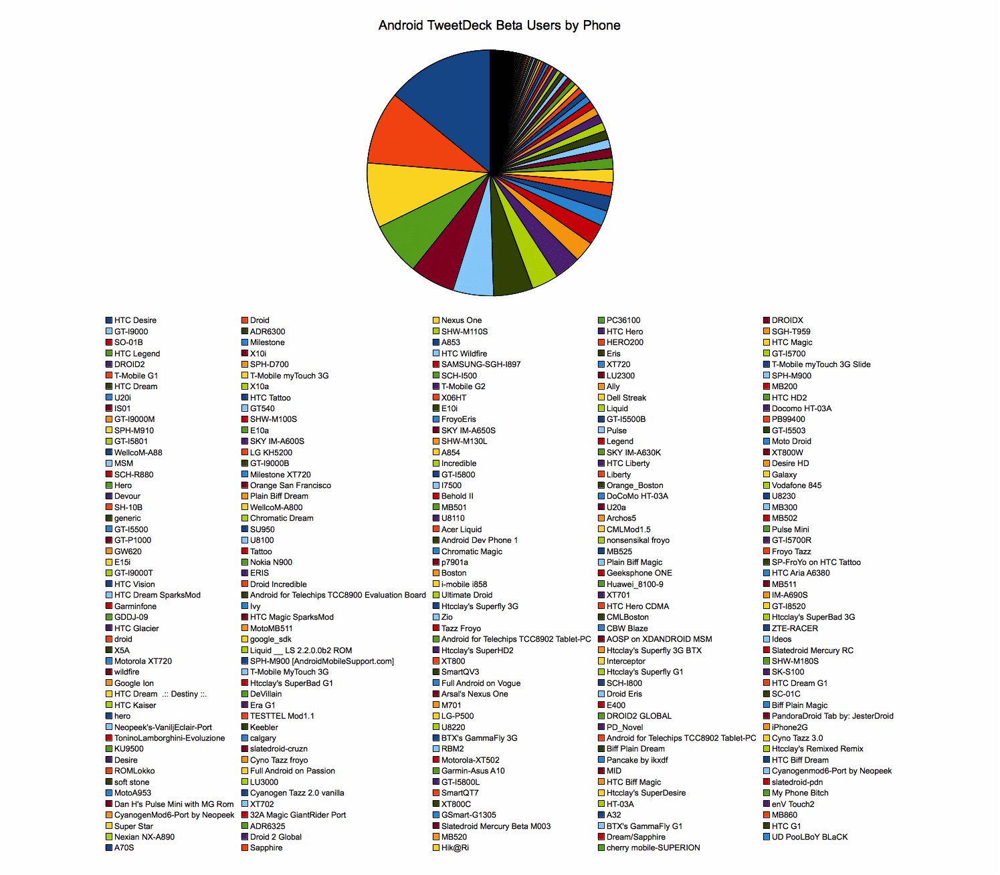 Android TweetDeck Beta Users by Phone
HTC Desire Droid Nexus One PC36100 DROIDX
GT-I9000 ADR6300 SHW-M110S HTC Hero SGH-T959
SO-01B Milestone A853 HERO200 HTC Magic
HTC Legend X10i HTC Wildfire Eris GT-I5700
DROID2 SPH-D700 SAMSUNG-SGH-I897 XT720 T-Mobile myTouch 3G Slide
T-Mobile G1 T-Mobile myTouch 3G SCH-I500 LU2300 SPH-M900
HTC Dream X10a T-Mobile G2 Ally MB200
U20i HTC Tattoo X06HT Dell Streak HTC HD2
IS01 GT540 E10i Liquid Docomo HT-03A
GT-I9000M SHW-M100S FroyoEris GT-I5500B PB99400
SPH-M910 E10a SKY IM-A650S Pulse GT-I5503
GT-I5801 SKY IM-A600S SHW-M130L Legend Moto Droid
WellcoM-A88 LG KH5200 A854 SKY IM-A630K XT800W
MSM GT-I9000B Incredible HTC Liberty Desire HD
SCH-R880 Milestone XT720 GT-I5800 Liberty Galaxy
Hero Orange San Francisco I7500 Orange_Boston Vodafone 845
Devour Plain Biff Dream Behold II DoCoMo HT-03A U8230
SH-10B WellcoM-A800 MB501 U20a MB300
generic Chromatic Dream U8110 Archos5 MB502
GT-I5500 SU950 Acer Liquid CMLMod1.5 Pulse Mini
GT-P1000 U8100 Android Dev Phone 1 nonsensikal froyo GT-I5700R
GW620 Tattoo Chromatic Magic MB525 Froyo Tazz
E15i Nokia N900 p7901a Plain Biff Magic SP-FroYo on HTC Tattoo
GT-I9000T ERIS Boston Geeksphone ONE HTC Aria A6380
HTC Vision Droid Incredible i-mobile i858 Huawei_8100-9 MB511
HTC Dream SparksMod Android for Telechips TCC8900 Evaluation Board Ultimate Droid XT701 IM-A690S
Garminfone Ivy Htcclay's Superfly 3G HTC Hero CDMA GT-I8520
GDDJ-09 HTC Magic SparksMod Zio CMLBoston Htcclay's SuperBad 3G
HTC Glacier MotoMB511 Tazz Froyo CBW Blaze ZTE-RACER
droid google_sdk Android for Telechips TCC8902 Tablet-PC AOSP on XDANDROID MSM Ideos
X5A Liquid __ LS 2.2.0.0b2 ROM Htcclay's SuperHD2 Htcclay's Superfly 3G BTX Slatedroid Mercury RC
Motorola XT720 SPH-M900 [AndroidMobileSupport.com] XT800 Interceptor SHW-M180S
wildfire T-Mobile MyTouch 3G SmartQV3 Htcclay's Superfly G1 SK-S100
Google Ion Htcclay's SuperBad G1 Full Android on Vogue SCH-I800 HTC Dream G1
HTC Dream .:: Destiny ::. DeVillain Arsal's Nexus One Droid Eris SC-01C
HTC Kaiser Era G1 M701 E400 Biff Plain Magic
hero TESTTEL Mod1.1 LG-P500 DROID2 GLOBAL PandoraDroid Tab by: JesterDroid
Neopeek's-VaniljEclair-Port Keebler U8220 PD_Novel iPhone2G
ToninoLamborghini-Evoluzione calgary BTX's GammaFly 3G Android for Telechips TCC8902 Tablet-PC Cyno Tazz 3.0
KU9500 slatedroid-cruzn RBM2 Biff Plain Dream Htcclay's Remixed Remix
Desire Cyno Tazz froyo Motorola-XT502 Pancake by ikxdf HTC Biff Dream
ROMLokko Full Android on Passion Garmin-Asus A10 MID Cyanogenmod6-Port by Neopeek
soft stone LU3000 GT-I5800L HTC Biff Magic slatedroid-pdn
MotoA953 Cyanogen Tazz 2.0 vanilla SmartQT7 Htcclay's SuperDesire My Phone Bitch
Dan H's Pulse Mini with MG Rom XT702 XT800C HT-03A enV Touch2
CyanogenMod6-Port by Neopeek 32A Magic GiantRider Port GSmart-G1305 A32 MB860
Super Star ADR6325 Slatedroid Mercury Beta M003 BTX's GammaFly G1 HTC G1
Nexian NX-A890 Droid 2 Global MB520 Dream/Sapphire UD PooLBoY BLaCK
A70S Sapphire Hik@Ri cherry mobile-SUPERION